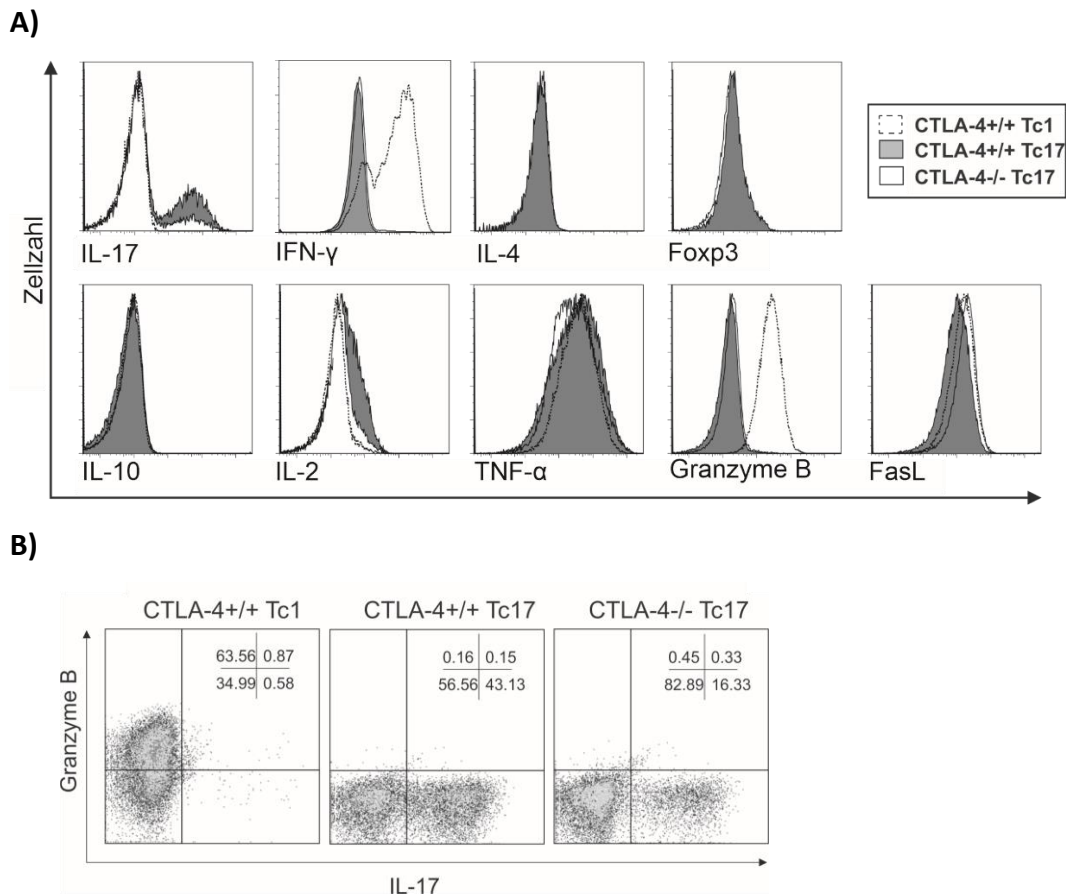 A)
IL-17 IFN-γ IL-4 Foxp3
CTLA-4+/+ Tc1
CTLA-4+/+ Tc17
CTLA-4-/- Tc17
Zellzahl
IL-10 IL-2 TNF-α Granzyme B FasL
B)
CTLA-4+/+ Tc1 CTLA-4+/+ Tc17 CTLA-4-/- Tc17
63.56 0.87 0.16 0.15 0.45 0.33
34.99 0.58 56.56 43.13 82.89 16.33
Granzyme B
IL-17